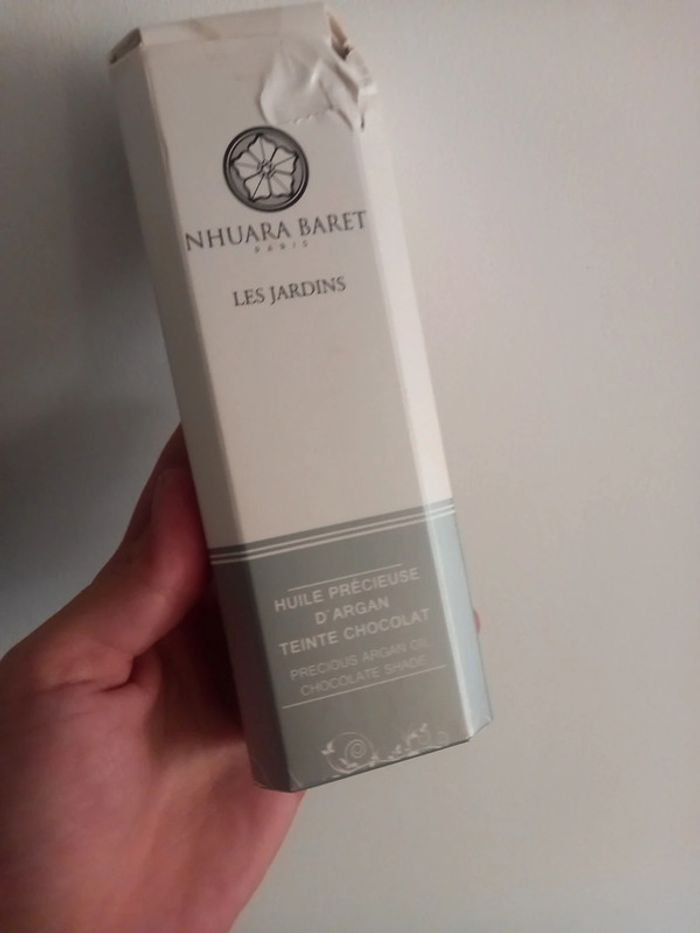 NHUARA BARET
PARIS
LES JARDINS
HUILE PRÉCIEUSE
D'ARGAN
TEINTE CHOCOLAT
PRECIOUS ARGAN OIL
CHOCOLATE SHADE